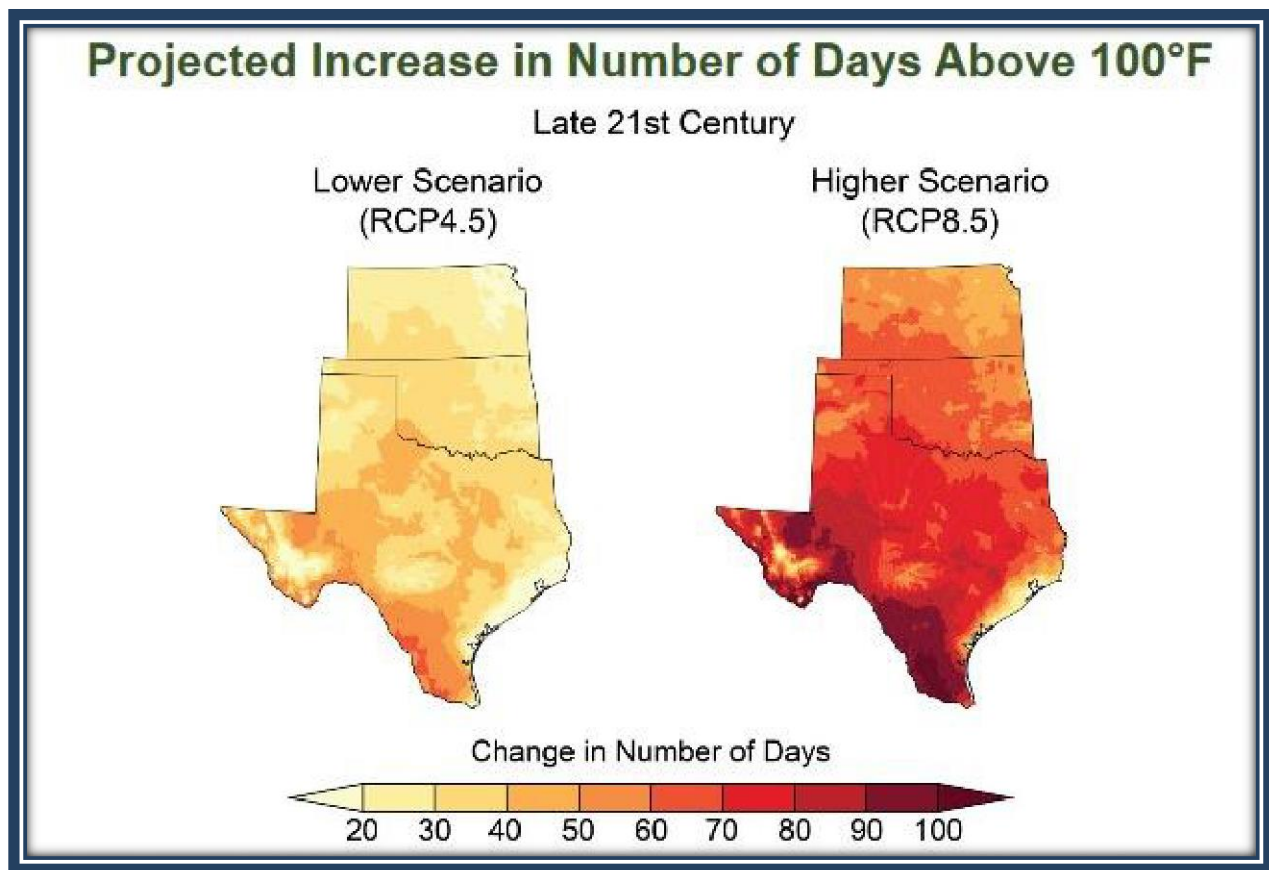 Projected Increase in Number of Days Above 100°F
Late 21st Century
Lower Scenario
(RCP4.5)
Higher Scenario
(RCP8.5)
Change in Number of Days
20 30 40 50 60 70 80 90 100